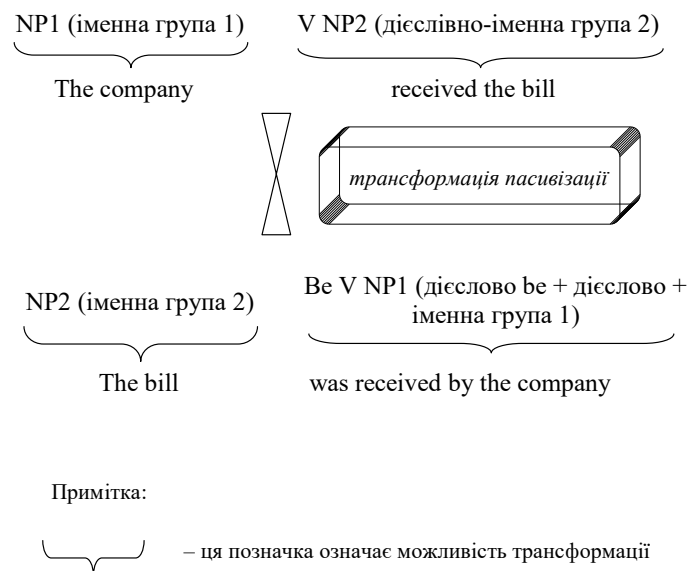 NP1 (іменна група 1) V NP2 (дієслівно-іменна група 2)
The company received the bill
трансформація пасивізації
NP2 (іменна група 2) Be V NP1 (дієслово be + дієслово +
іменна група 1)
The bill was received by the company
Примітка:
– ця позначка означає можливість трансформації